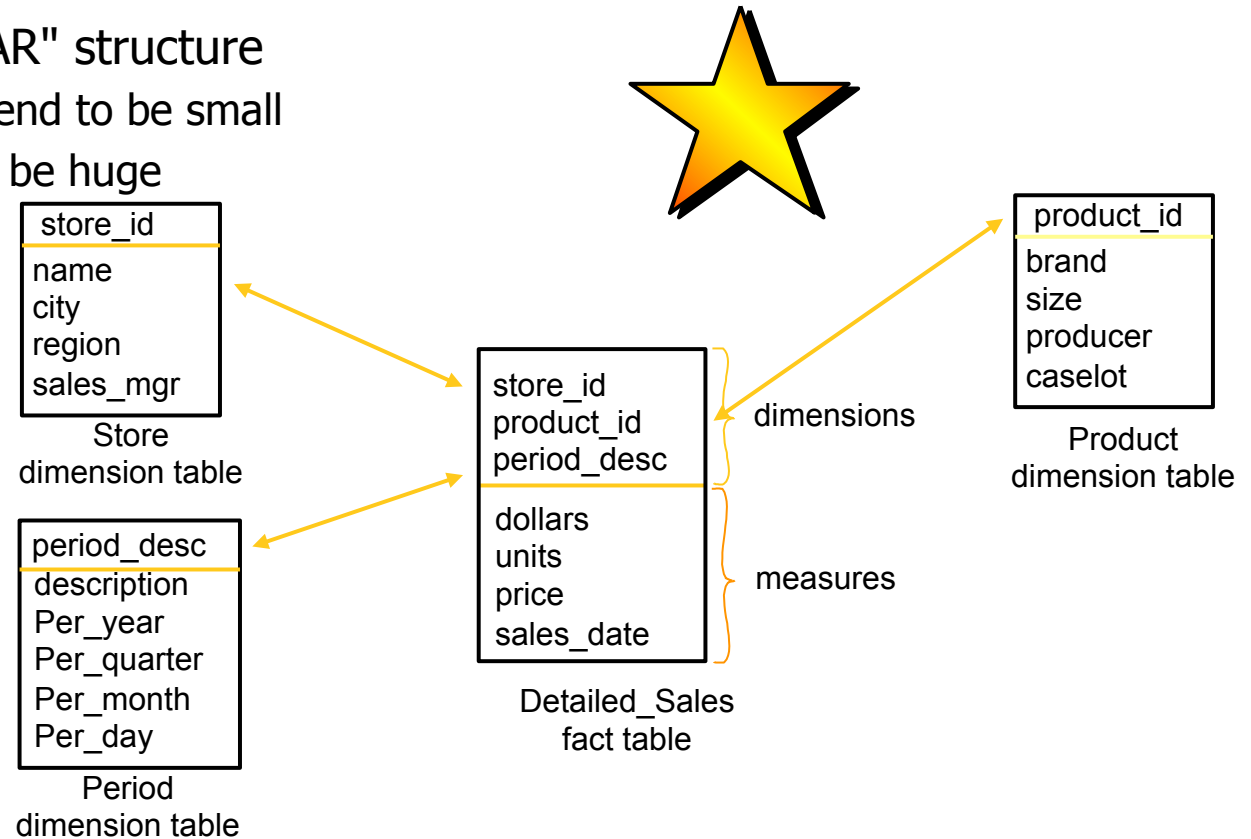 AR" structure
end to be small
be huge
store_id
name
city
region
sales_mgr
Store
dimension table
period_desc
description
Per_year
Per_quarter
Per_month
Per_day
Period
dimension table
store_id
product_id
period_desc
dollars
units
price
sales_date
dimensions
measures
Detailed_Sales
fact table
product_id
brand
size
producer
caselot
Product
dimension table